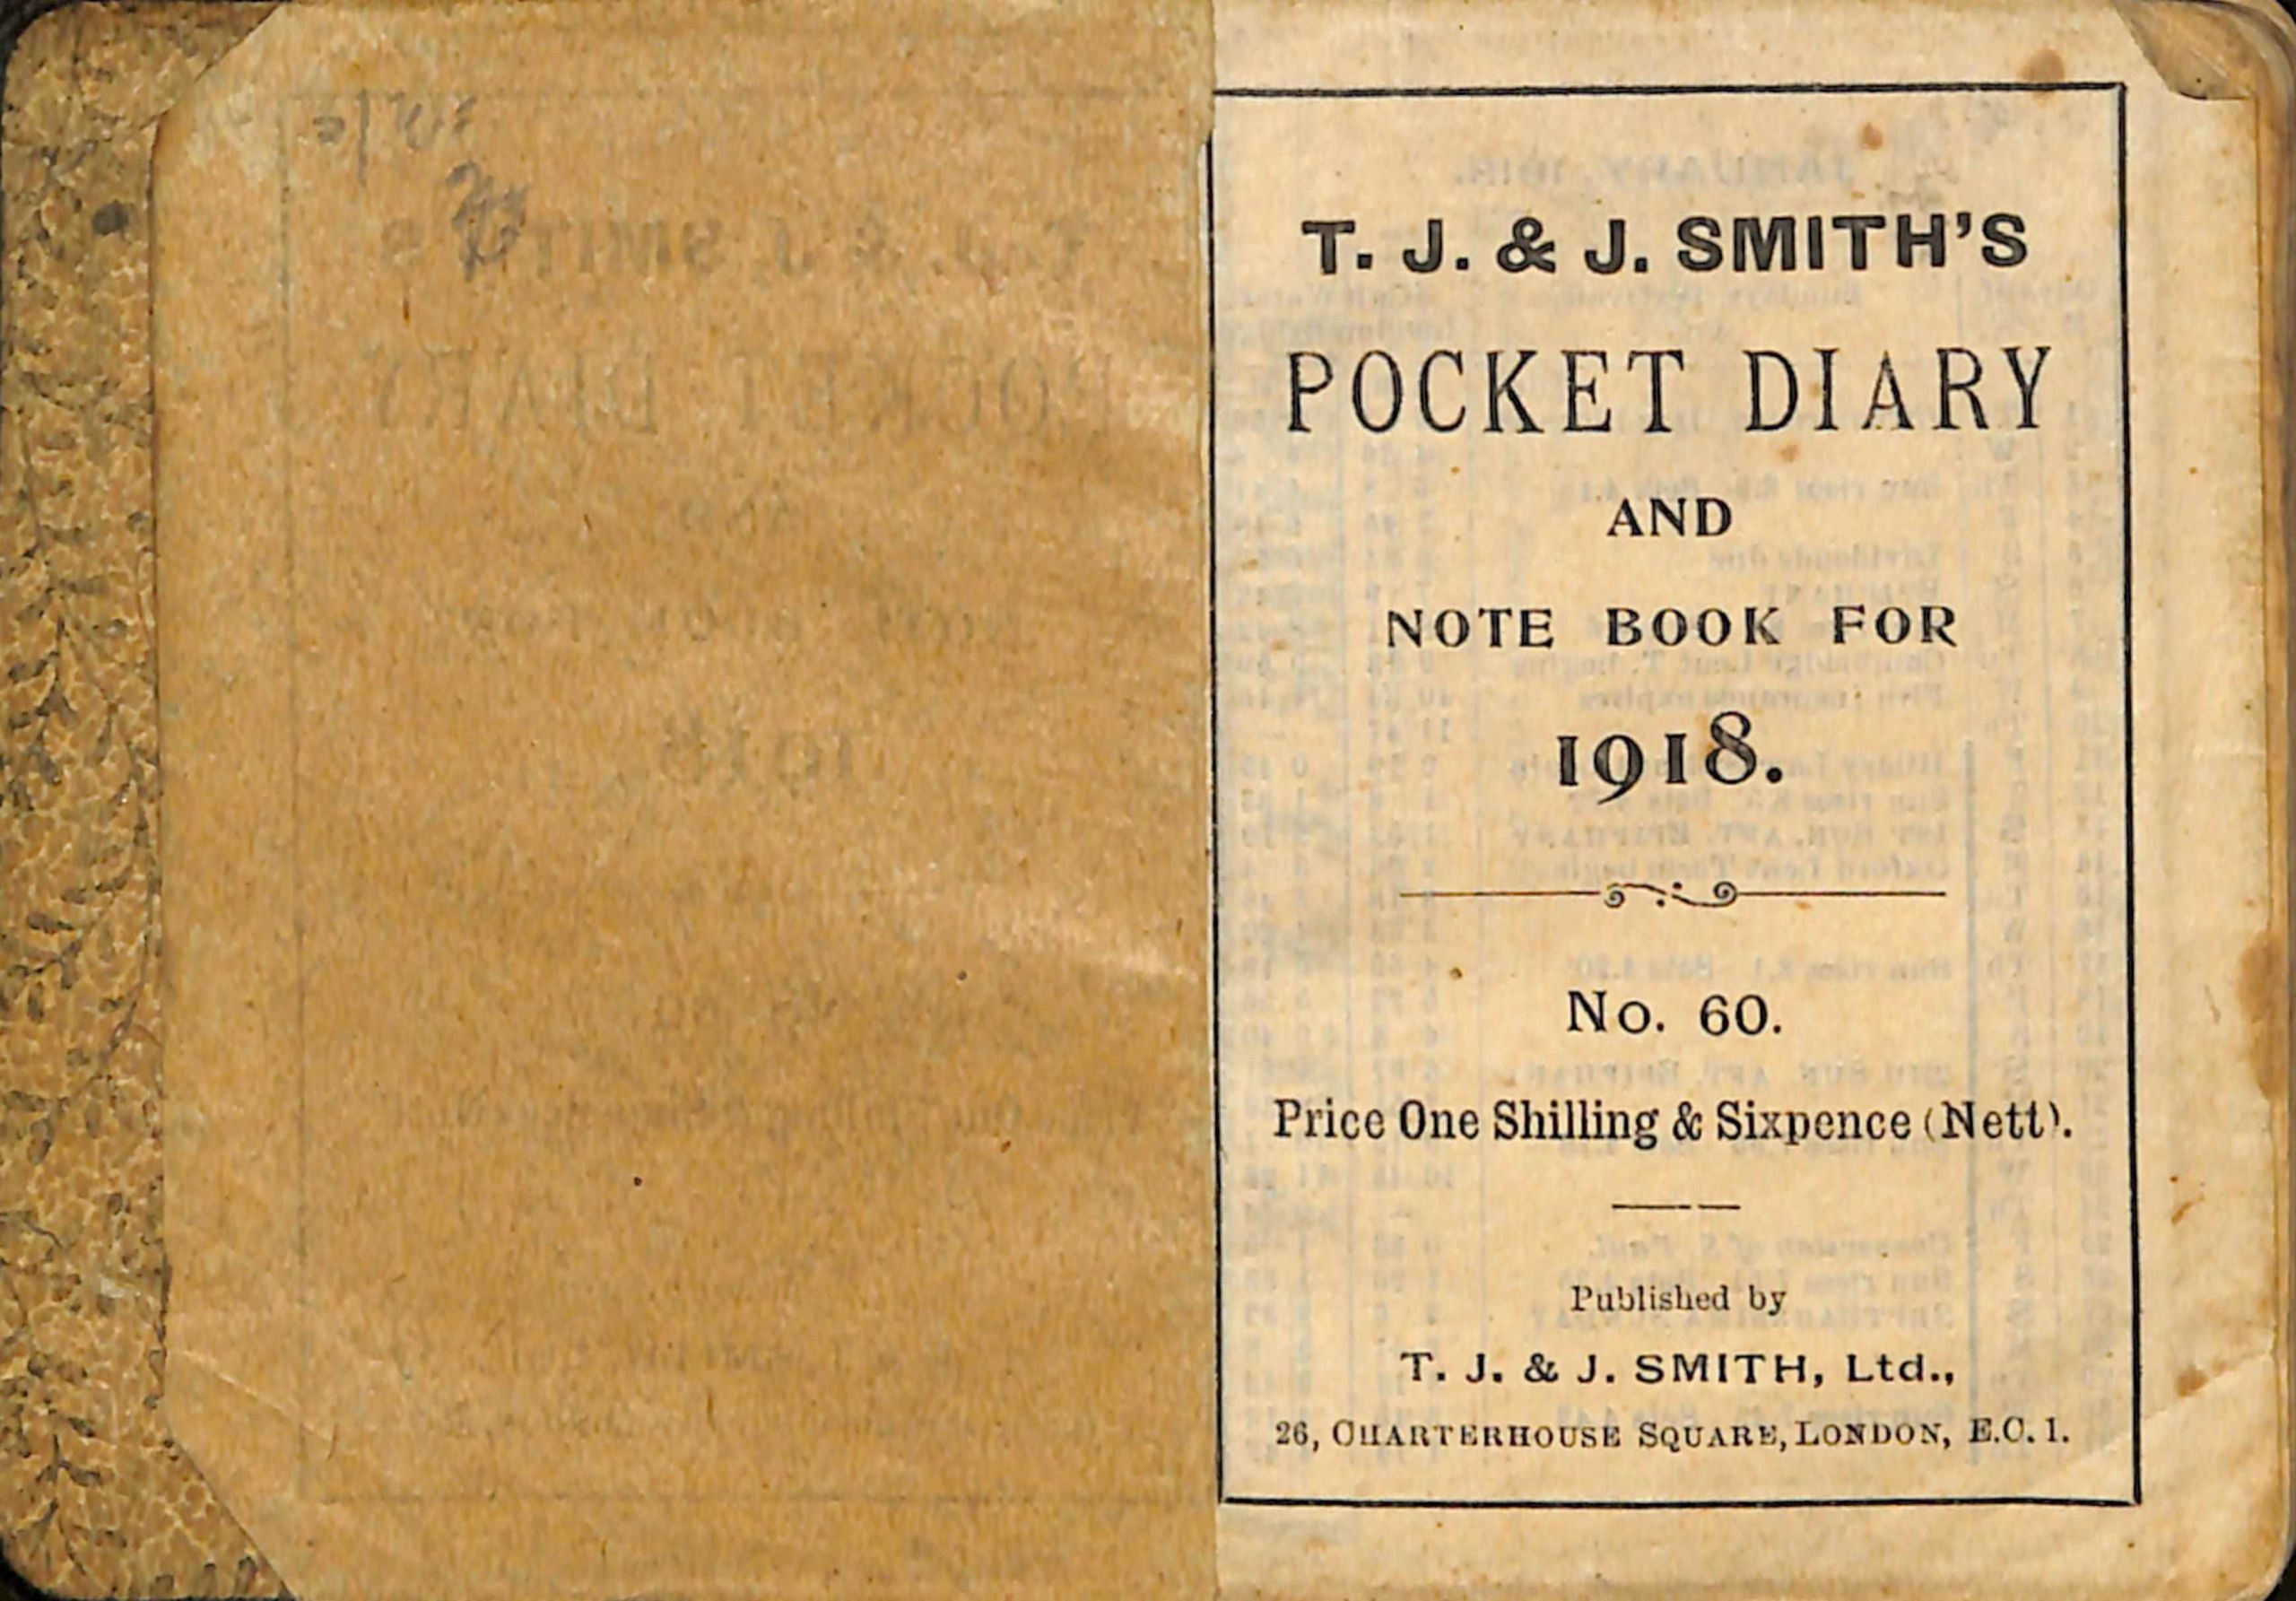 T. J. & J. SMITH'S
POCKET DIARY
AND
NOTE BOOK FOR
1918.
No. 60.
Price One Shilling & Sixpence (Nett).
Published by
T. J. & J. SMITH, Ltd.,
26, CHARTERHOUSE SQUARE, LONDON, E.C. 1.